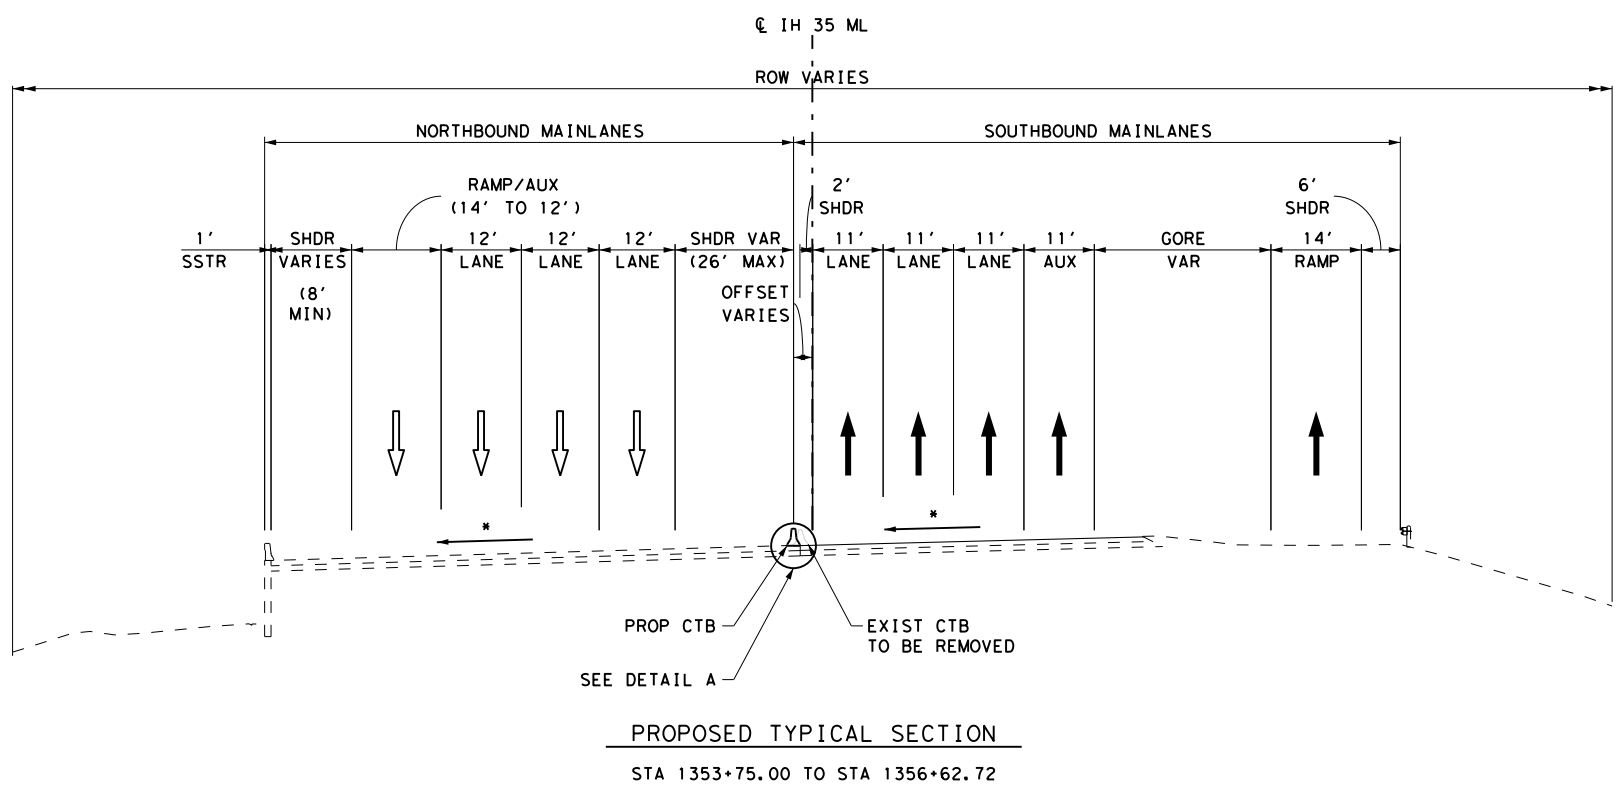 ℄ IH 35 ML
ROW VARIES
NORTHBOUND MAINLANES
SOUTHBOUND MAINLANES
RAMP/AUX
(14' TO 12')
2'
SHDR
6'
SHDR
1'
SSTR
SHDR
VARIES
(8'
MIN)
12'
LANE
12'
LANE
12'
LANE
SHDR VAR
(26' MAX)
OFFSET
VARIES
11'
LANE
11'
LANE
11'
LANE
11'
AUX
GORE
VAR
14'
RAMP
*
*
PROP CTB
EXIST CTB
TO BE REMOVED
SEE DETAIL A
PROPOSED TYPICAL SECTION
STA 1353+75.00 TO STA 1356+62.72